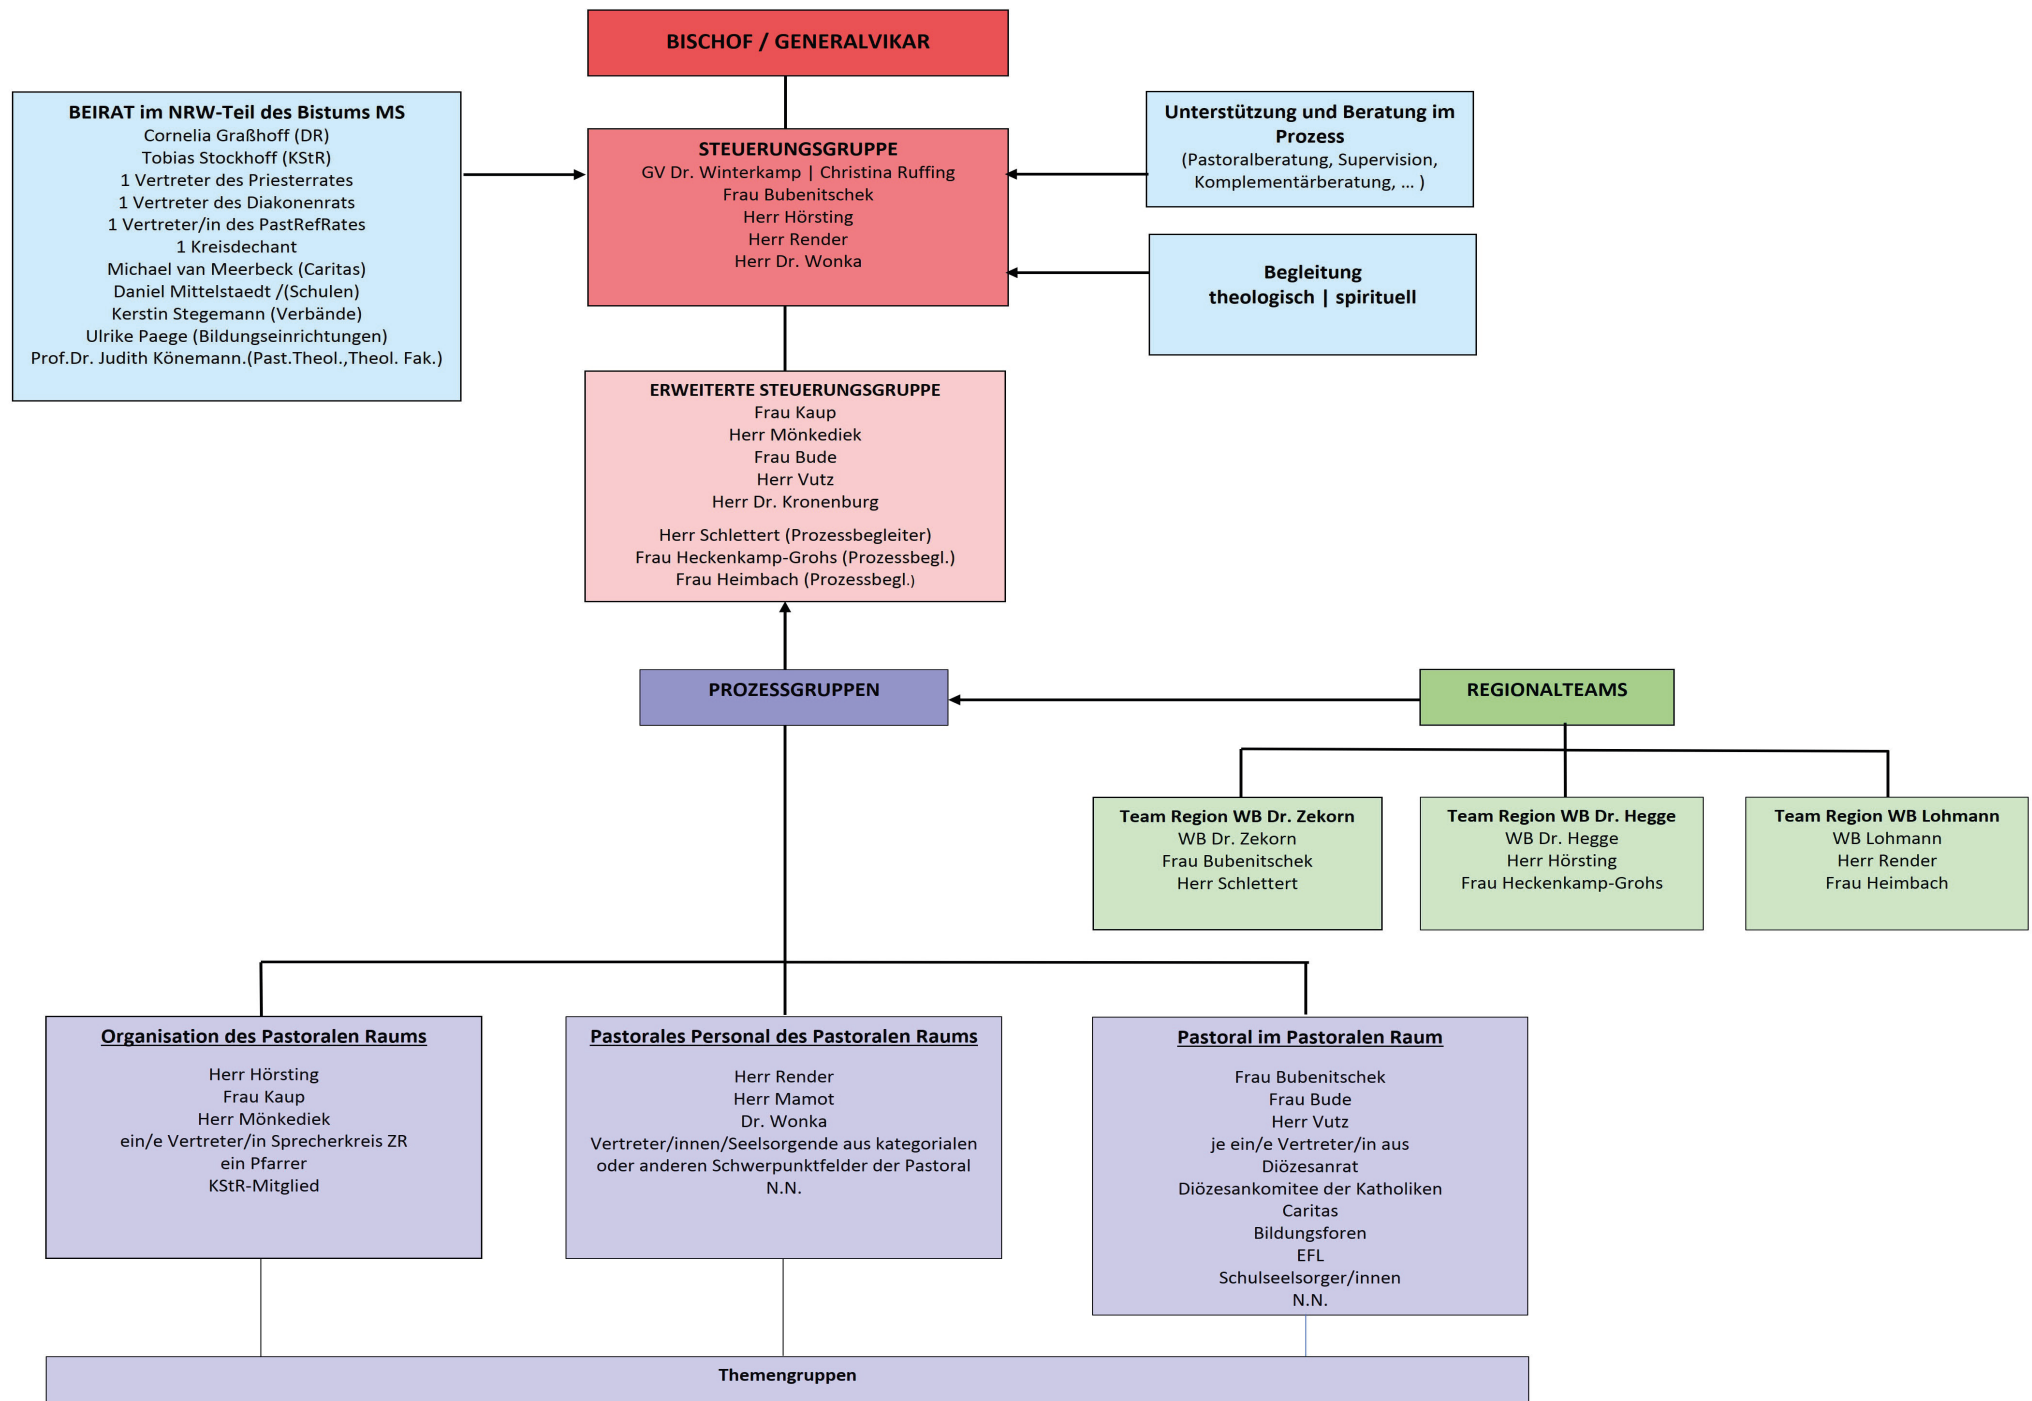 BISCHOF / GENERALVIKAR
BEIRAT im NRW-Teil des Bistums MS
Cornelia Graßhoff (DR)
Tobias Stockhoff (KStR)
1 Vertreter des Priesterrates
1 Vertreter des Diakonenrats
1 Vertreter/in des PastRefRates
1 Kreisdechant
Michael van Meerbeck (Caritas)
Daniel Mittelstaedt /(Schulen)
Kerstin Stegemann (Verbände)
Ulrike Paege (Bildungseinrichtungen)
Prof.Dr. Judith Könemann.(Past.Theol.,Theol. Fak.)
STEUERUNGSGRUPPE
GV Dr. Winterkamp | Christina Ruffing
Frau Bubenitschek
Herr Hörsting
Herr Render
Herr Dr. Wonka
Unterstützung und Beratung im
Prozess
(Pastoralberatung, Supervision,
Komplementärberatung, ... )
Begleitung
theologisch | spirituell
ERWEITERTE STEUERUNGSGRUPPE
Frau Kaup
Herr Mönkediek
Frau Bude
Herr Vutz
Herr Dr. Kronenburg
Herr Schlettert (Prozessbegleiter)
Frau Heckenkamp-Grohs (Prozessbegl.)
Frau Heimbach (Prozessbegl.)
PROZESSGRUPPEN
REGIONALTEAMS
Team Region WB Dr. Zekorn
WB Dr. Zekorn
Frau Bubenitschek
Herr Schlettert
Team Region WB Dr. Hegge
WB Dr. Hegge
Herr Hörsting
Frau Heckenkamp-Grohs
Team Region WB Lohmann
WB Lohmann
Herr Render
Frau Heimbach
Organisation des Pastoralen Raums
Herr Hörsting
Frau Kaup
Herr Mönkediek
ein/e Vertreter/in Sprecherkreis ZR
ein Pfarrer
KStR-Mitglied
Pastorales Personal des Pastoralen Raums
Herr Render
Herr Mamot
Dr. Wonka
Vertreter/innen/Seelsorgende aus kategorialen
oder anderen Schwerpunktfelder der Pastoral
N.N.
Pastoral im Pastoralen Raum
Frau Bubenitschek
Frau Bude
Herr Vutz
je ein/e Vertreter/in aus
Diözesanrat
Diözesankomitee der Katholiken
Caritas
Bildungsforen
EFL
Schulseelsorger/innen
N.N.
Themengruppen